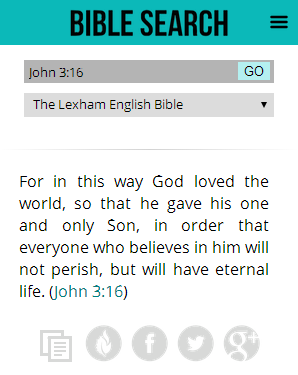 BIBLE SEARCH
John 3:16 GO
The Lexham English Bible
For in this way God loved the
world, so that he gave his one
and only Son, in order that
everyone who believes in him will
not perish, but will have eternal
life. (John 3:16)
f g+